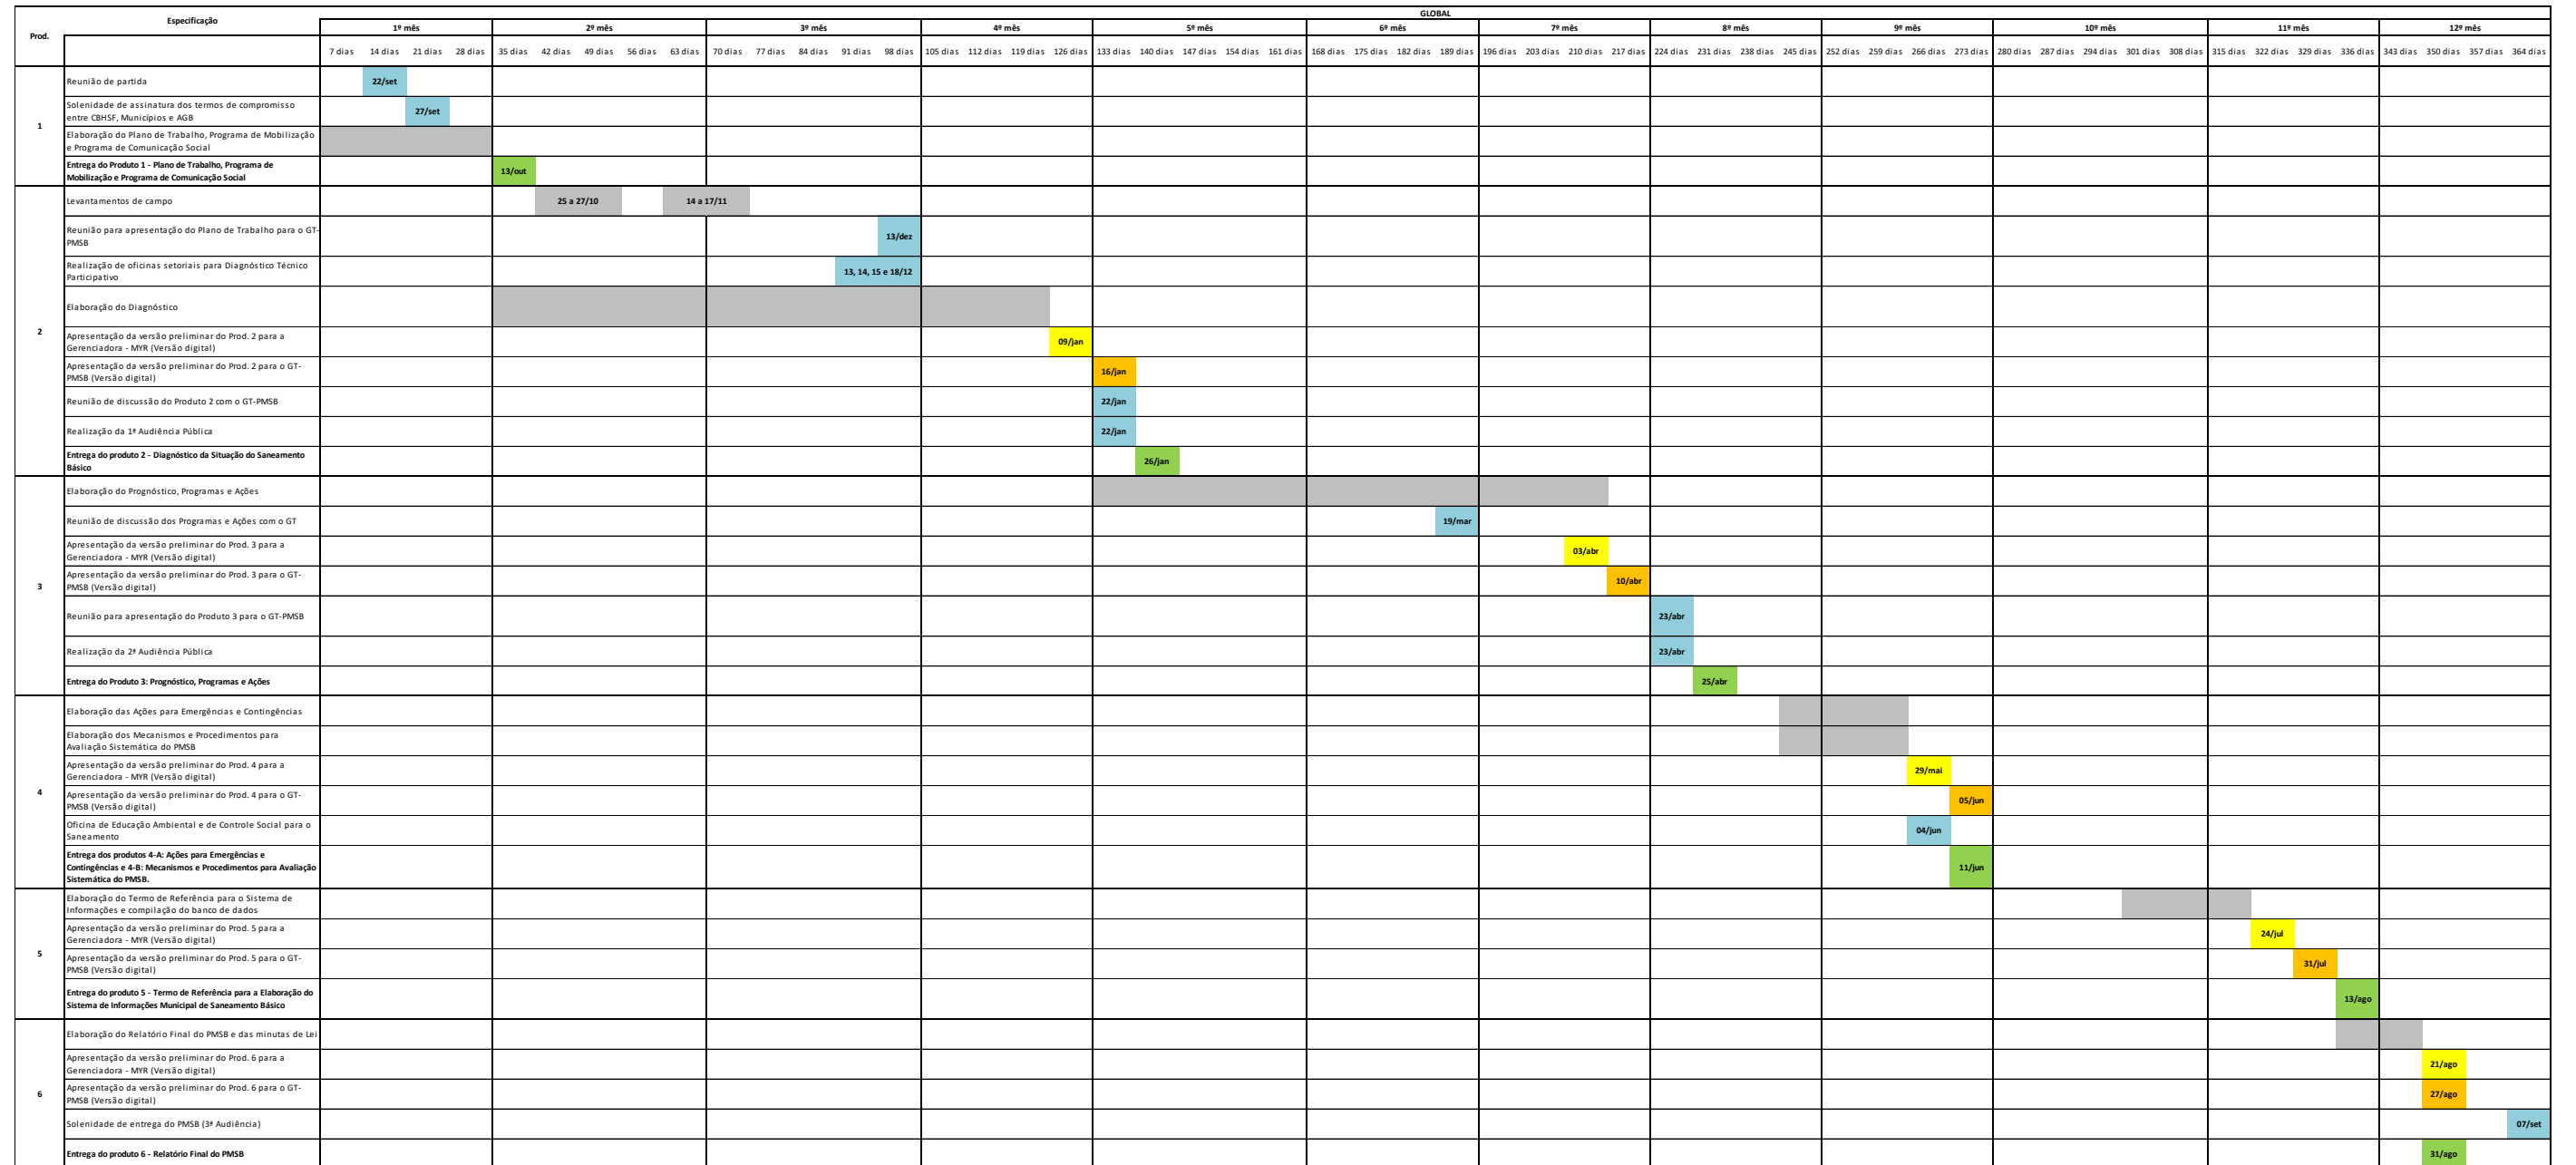 GLOBAL
Prod.
Especificação
1º mês 2º mês 3º mês 4º mês 5º mês 6º mês 7º mês 8º mês 9º mês 10º mês 11º mês 12º mês
7 dias 14 dias 21 dias 28 dias 35 dias 42 dias 49 dias 56 dias 63 dias 70 dias 77 dias 84 dias 91 dias 98 dias 105 dias 112 dias 119 dias 126 dias 133 dias 140 dias 147 dias 154 dias 161 dias 168 dias 175 dias 182 dias 189 dias 196 dias 203 dias 210 dias 217 dias 224 dias 231 dias 238 dias 245 dias 252 dias 259 dias 266 dias 273 dias 280 dias 287 dias 294 dias 301 dias 308 dias 315 dias 322 dias 329 dias 336 dias 343 dias 350 dias 357 dias 364 dias
1
Reunião de partida
22/set
Solenidade de assinatura dos termos de compromisso
entre CBHSF, Municípios e AGB
27/set
Elaboração do Plano de Trabalho, Programa de Mobilização
e Programa de Comunicação Social
Entrega do Produto 1 - Plano de Trabalho, Programa de
Mobilização e Programa de Comunicação Social
13/out
2
Levantamentos de campo
25 a 27/10
14 a 17/11
Reunião para apresentação do Plano de Trabalho para o GT-
PMSB
13/dez
Realização de oficinas setoriais para Diagnóstico Técnico
Participativo
13, 14, 15 e 18/12
Elaboração do Diagnóstico
Apresentação da versão preliminar do Prod. 2 para a
Gerenciadora - MYR (Versão digital)
09/jan
Apresentação da versão preliminar do Prod. 2 para o GT-
PMSB (Versão digital)
16/jan
Reunião de discussão do Produto 2 com o GT-PMSB
22/jan
Realização da 1ª Audiência Pública
22/jan
Entrega do produto 2 - Diagnóstico da Situação do Saneamento
Básico
26/jan
3
Elaboração do Prognóstico, Programas e Ações
Reunião de discussão dos Programas e Ações com o GT
19/mar
Apresentação da versão preliminar do Prod. 3 para a
Gerenciadora - MYR (Versão digital)
03/abr
Apresentação da versão preliminar do Prod. 3 para o GT-
PMSB (Versão digital)
10/abr
Reunião para apresentação do Produto 3 para o GT-PMSB
23/abr
Realização da 2ª Audiência Pública
23/abr
Entrega do Produto 3: Prognóstico, Programas e Ações
25/abr
4
Elaboração das Ações para Emergências e Contingências
Elaboração dos Mecanismos e Procedimentos para
Avaliação Sistemática do PMSB
Apresentação da versão preliminar do Prod. 4 para a
Gerenciadora - MYR (Versão digital)
29/mai
Apresentação da versão preliminar do Prod. 4 para o GT-
PMSB (Versão digital)
05/jun
Oficina de Educação Ambiental e de Controle Social para o
Saneamento
04/jun
Entrega dos produtos 4-A: Ações para Emergências e
Contingências e 4-B: Mecanismos e Procedimentos para Avaliação
Sistemática do PMSB.
11/jun
5
Elaboração do Termo de Referência para o Sistema de
Informações e compilação do banco de dados
Apresentação da versão preliminar do Prod. 5 para a
Gerenciadora - MYR (Versão digital)
24/jul
Apresentação da versão preliminar do Prod. 5 para o GT-
PMSB (Versão digital)
31/jul
Entrega do produto 5 - Termo de Referência para a Elaboração do
Sistema de Informações Municipal de Saneamento Básico
13/ago
6
Elaboração do Relatório Final do PMSB e das minutas de Lei
Apresentação da versão preliminar do Prod. 6 para a
Gerenciadora - MYR (Versão digital)
21/ago
Apresentação da versão preliminar do Prod. 6 para o GT-
PMSB (Versão digital)
27/ago
Solenidade de entrega do PMSB (3ª Audiência)
07/set
Entrega do produto 6 - Relatório Final do PMSB
31/ago